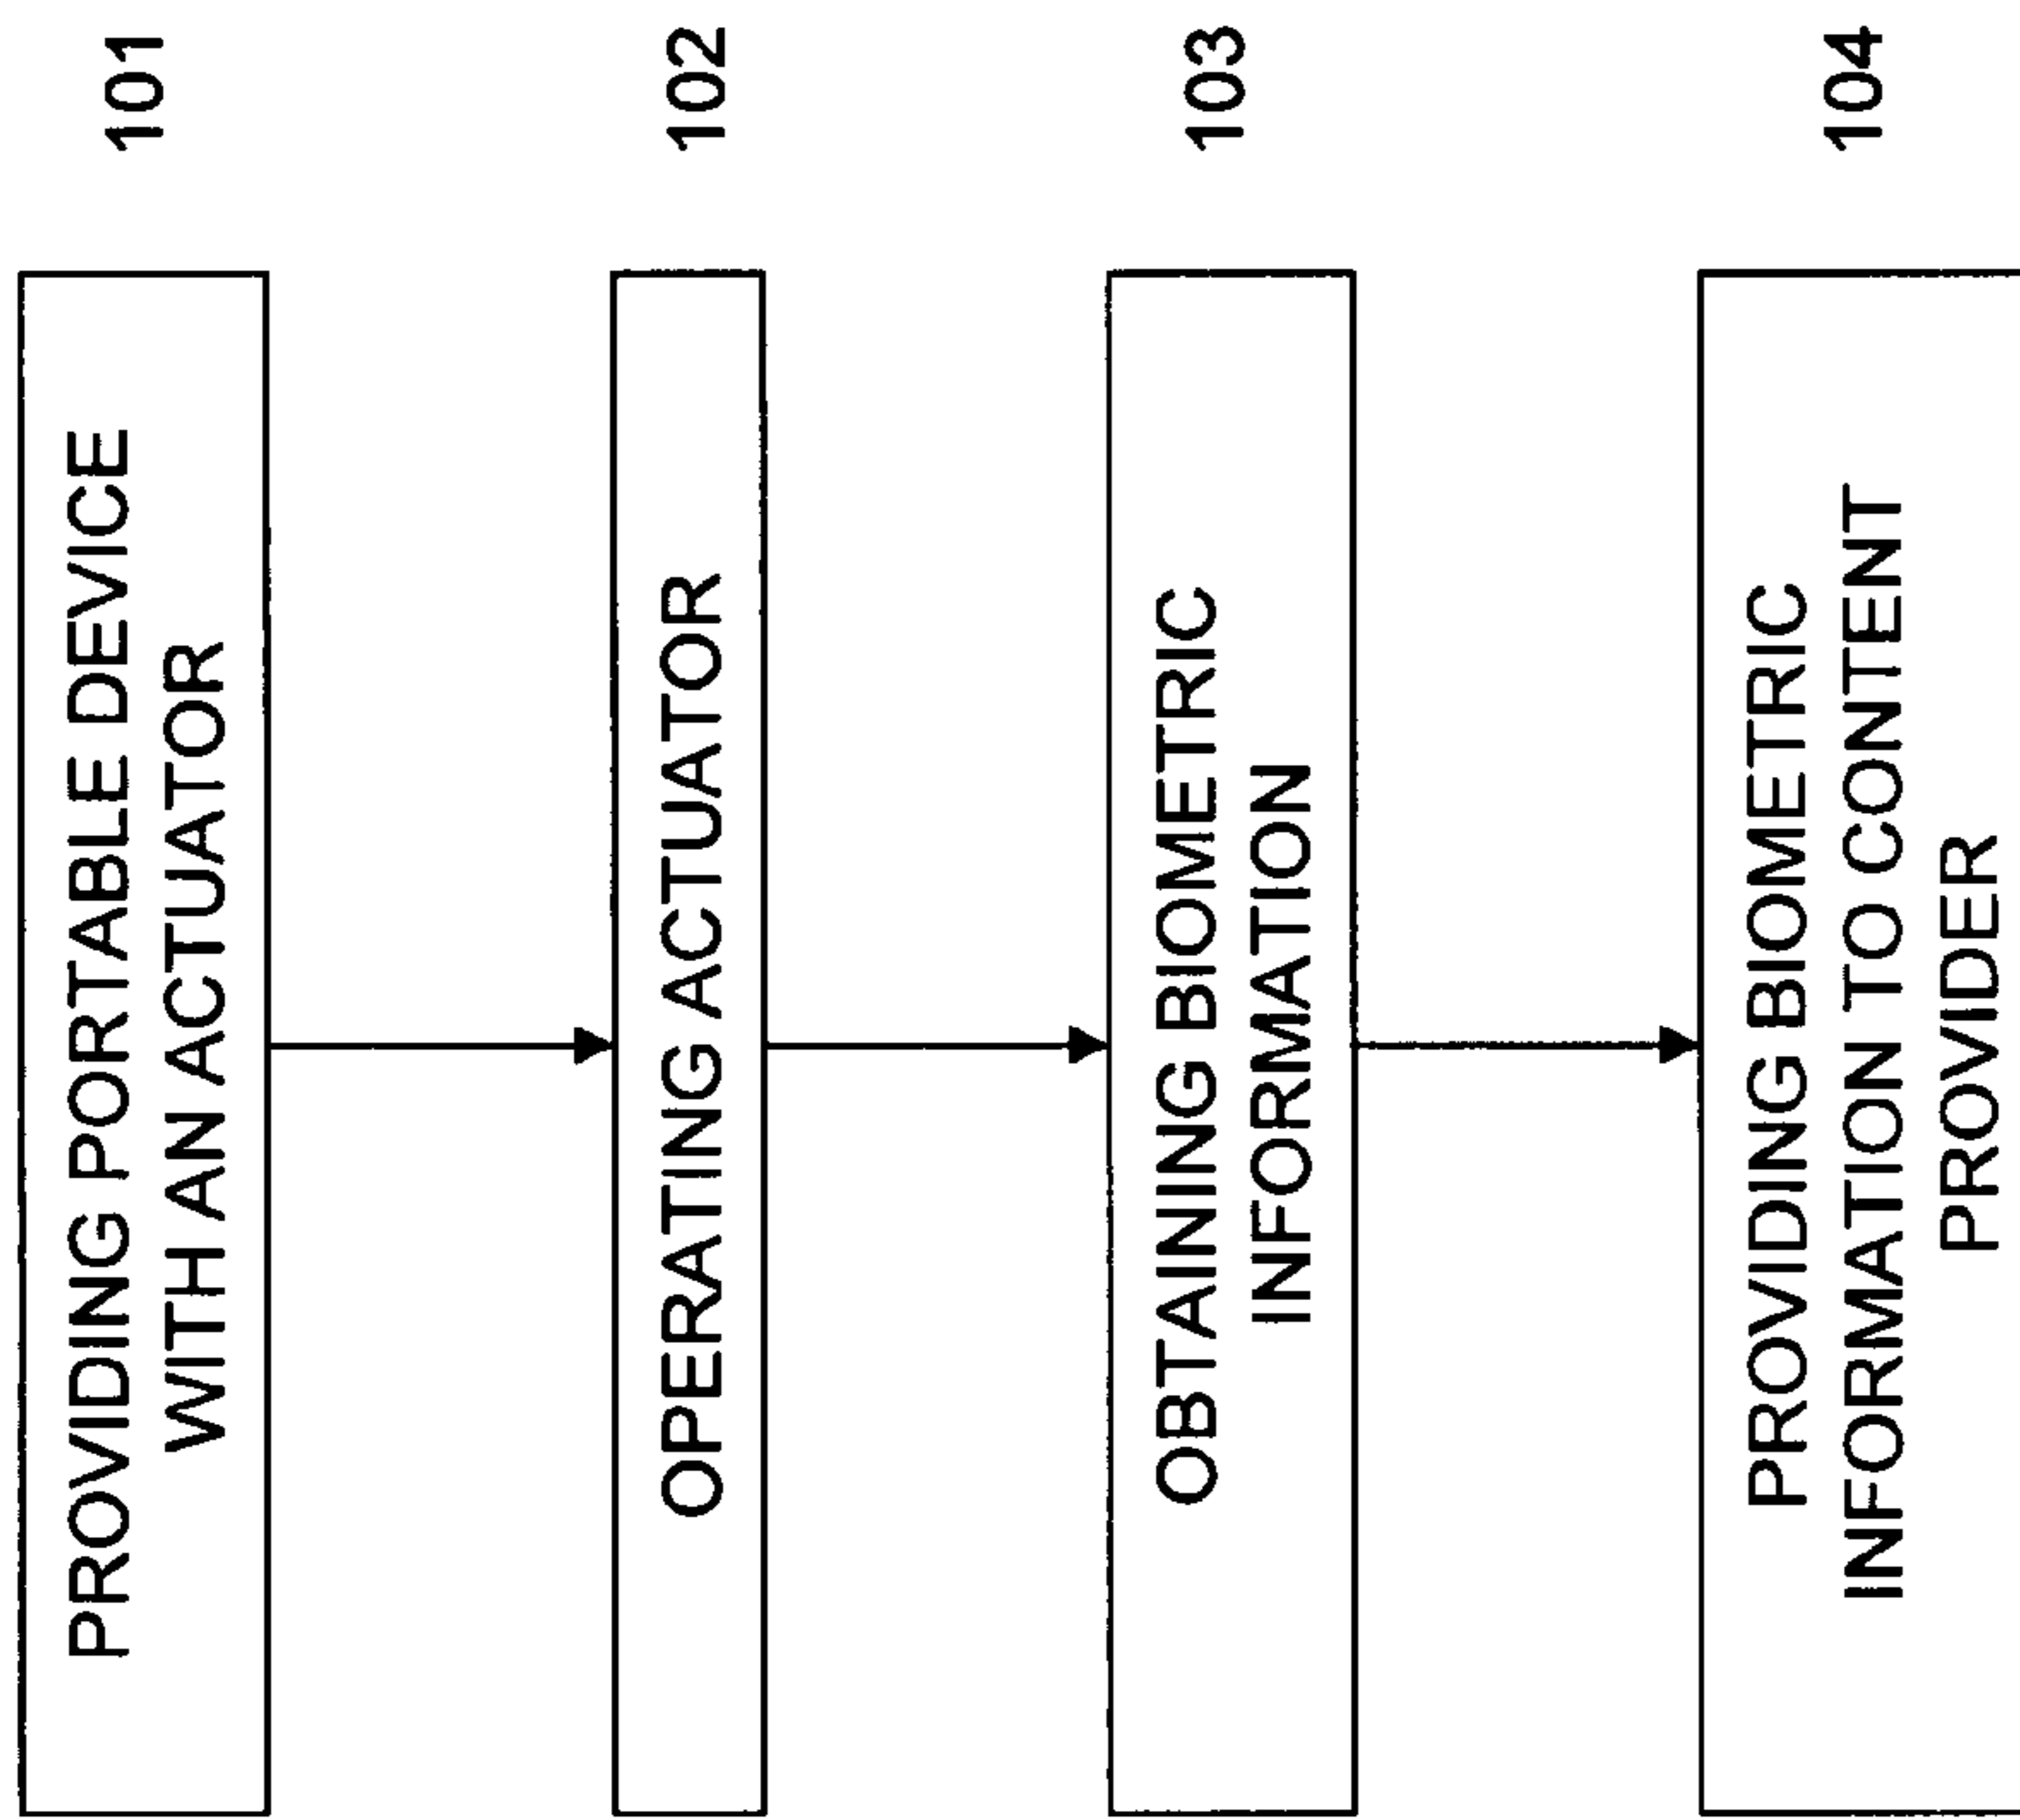 PROVIDING PORTABLE DEVICE
WITH AN ACTUATOR
101
OPERATING ACTUATOR
102
OBTAINING BIOMETRIC
INFORMATION
103
PROVIDING BIOMETRIC
INFORMATION TO CONTENT
PROVIDER
104